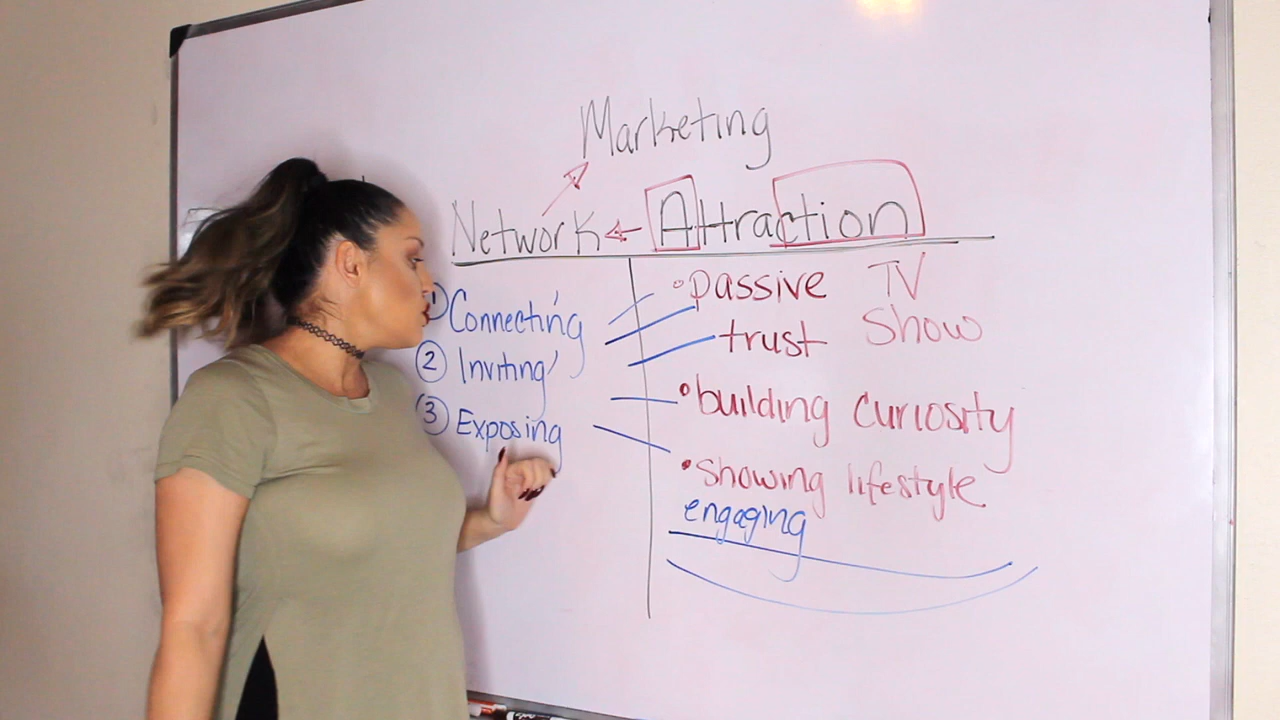 Marketing
Network ← Attraction
① Connecting
② Inviting
③ Exposing
• passive TV
trust Show
• building curiosity
• showing lifestyle
engaging